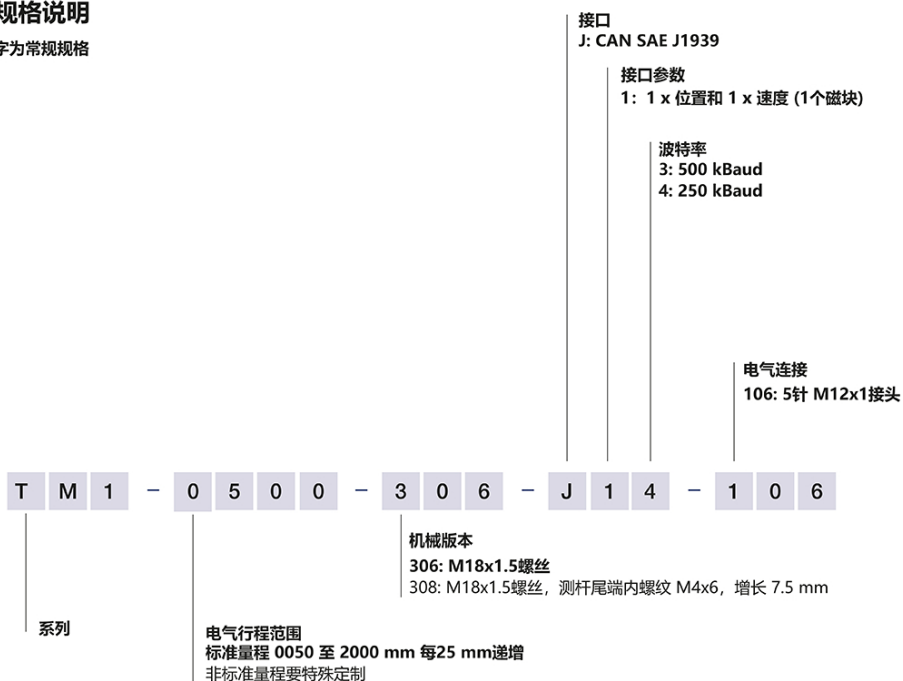 规格说明
字为常规规格
接口
J: CAN SAE J1939
接口参数
1：1 x 位置和 1 x 速度 (1个磁块)
波特率
3: 500 kBaud
4: 250 kBaud
电气连接
106: 5针 M12x1接头
T M 1 – 0 5 0 0 – 3 0 6 – J 1 4 – 1 0 6
机械版本
306: M18x1.5螺丝
308: M18x1.5螺丝，测杆尾端内螺纹 M4x6，增长 7.5 mm
系列
电气行程范围
标准量程 0050 至 2000 mm 每25 mm递增
非标准量程要特殊定制